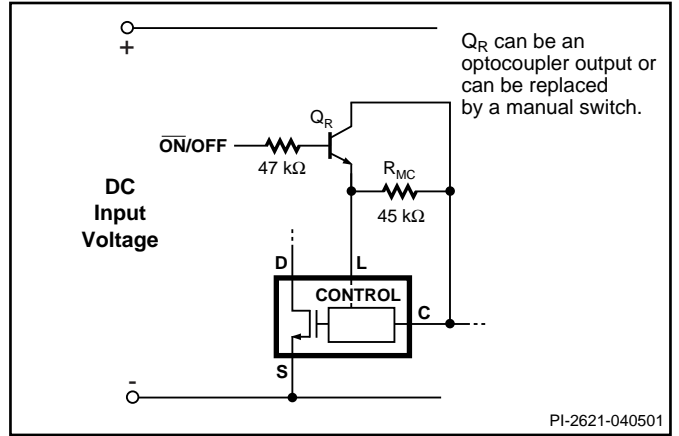 +
Q_R can be an
optocoupler output or
can be replaced
by a manual switch.
Q_R
ON/OFF
47 kΩ
R_MC
45 kΩ
DC
Input
Voltage
D
L
CONTROL
C
S
-
PI-2621-040501